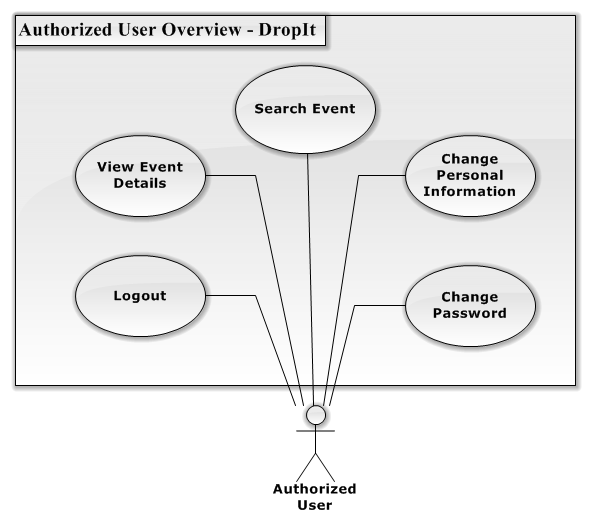 Authorized User Overview - DropIt
Search Event
View Event
Details
Change
Personal
Information
Logout
Change
Password
Authorized
User